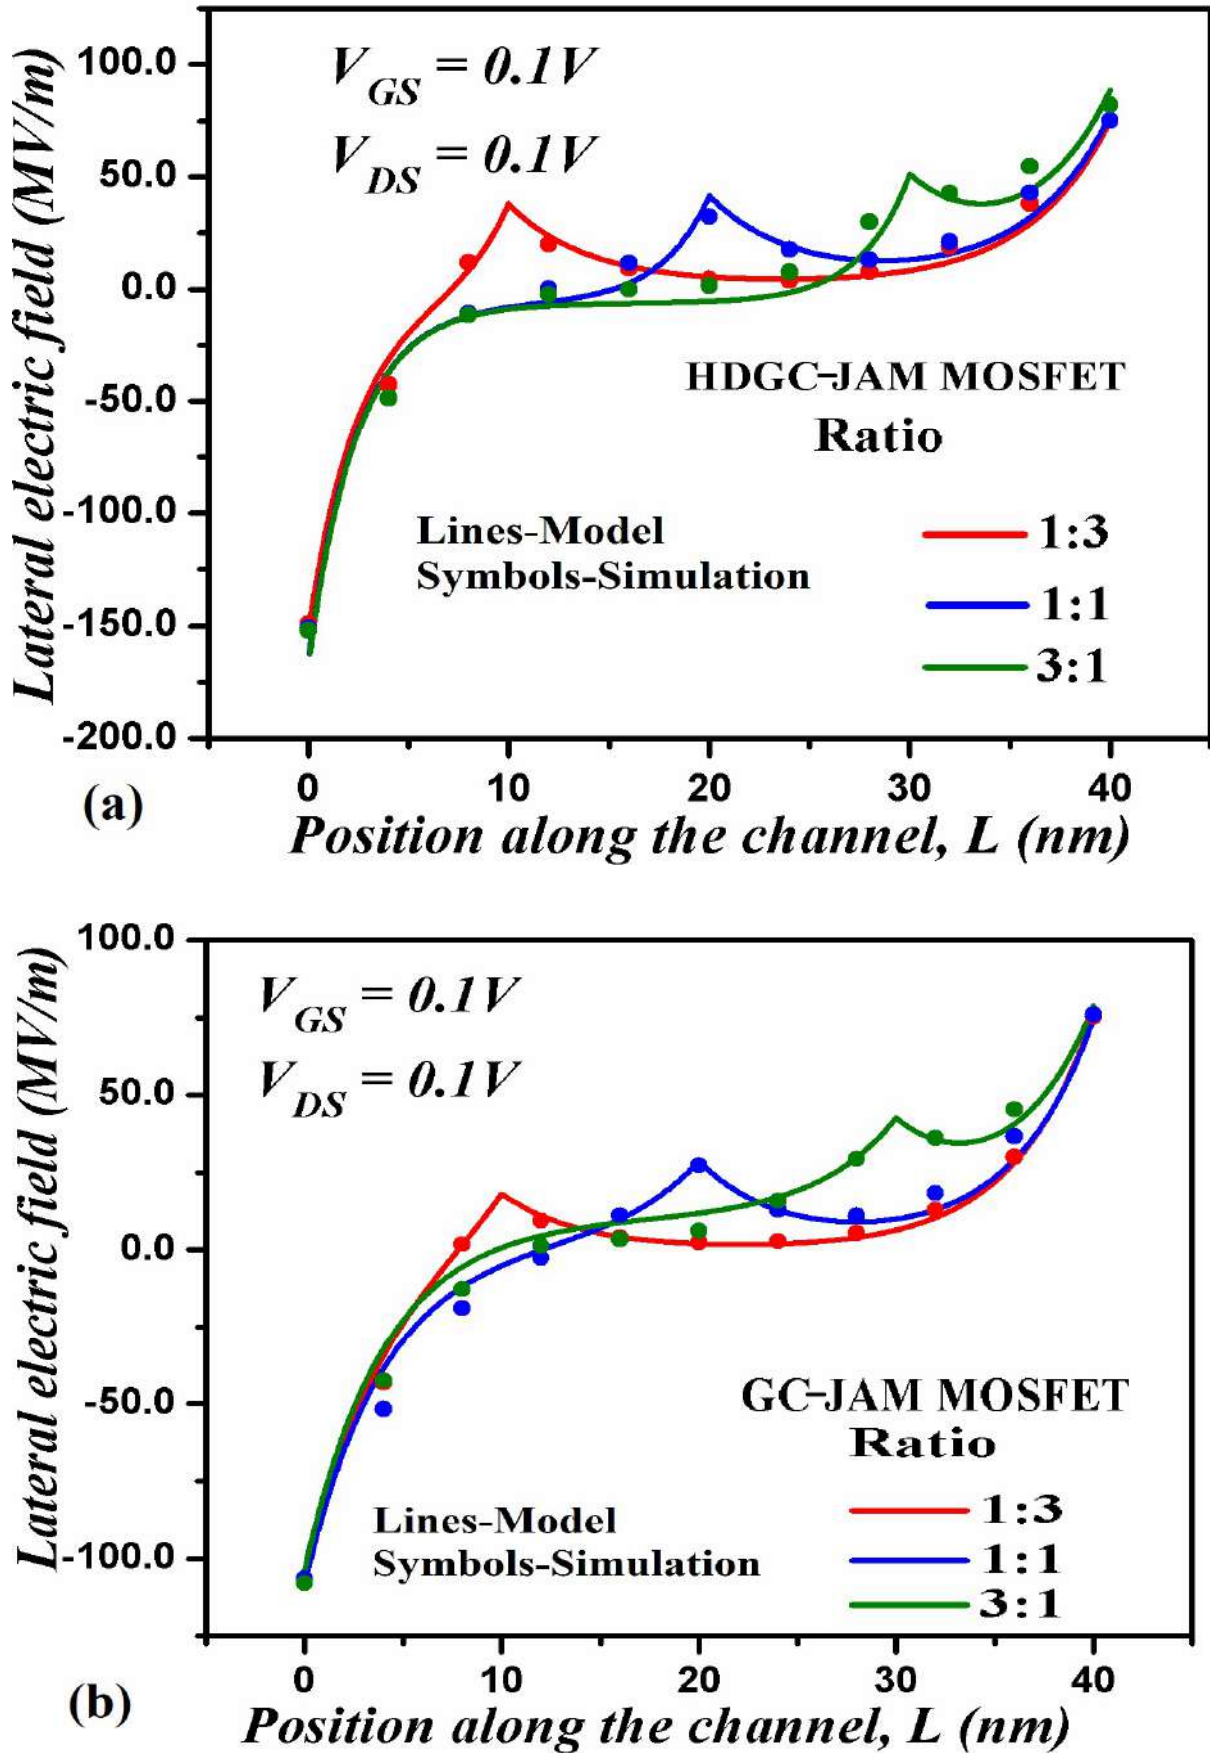 V_GS = 0.1V
V_DS = 0.1V
Lateral electric field (MV/m)
100.0
50.0
0.0
-50.0
-100.0
-150.0
-200.0
HDGC-JAM MOSFET
Ratio
Lines-Model
Symbols-Simulation
1:3
1:1
3:1
0 10 20 30 40
(a)
Position along the channel, L (nm)
V_GS = 0.1V
V_DS = 0.1V
Lateral electric field (MV/m)
100.0
50.0
0.0
-50.0
-100.0
GC-JAM MOSFET
Ratio
Lines-Model
Symbols-Simulation
1:3
1:1
3:1
0 10 20 30 40
(b)
Position along the channel, L (nm)